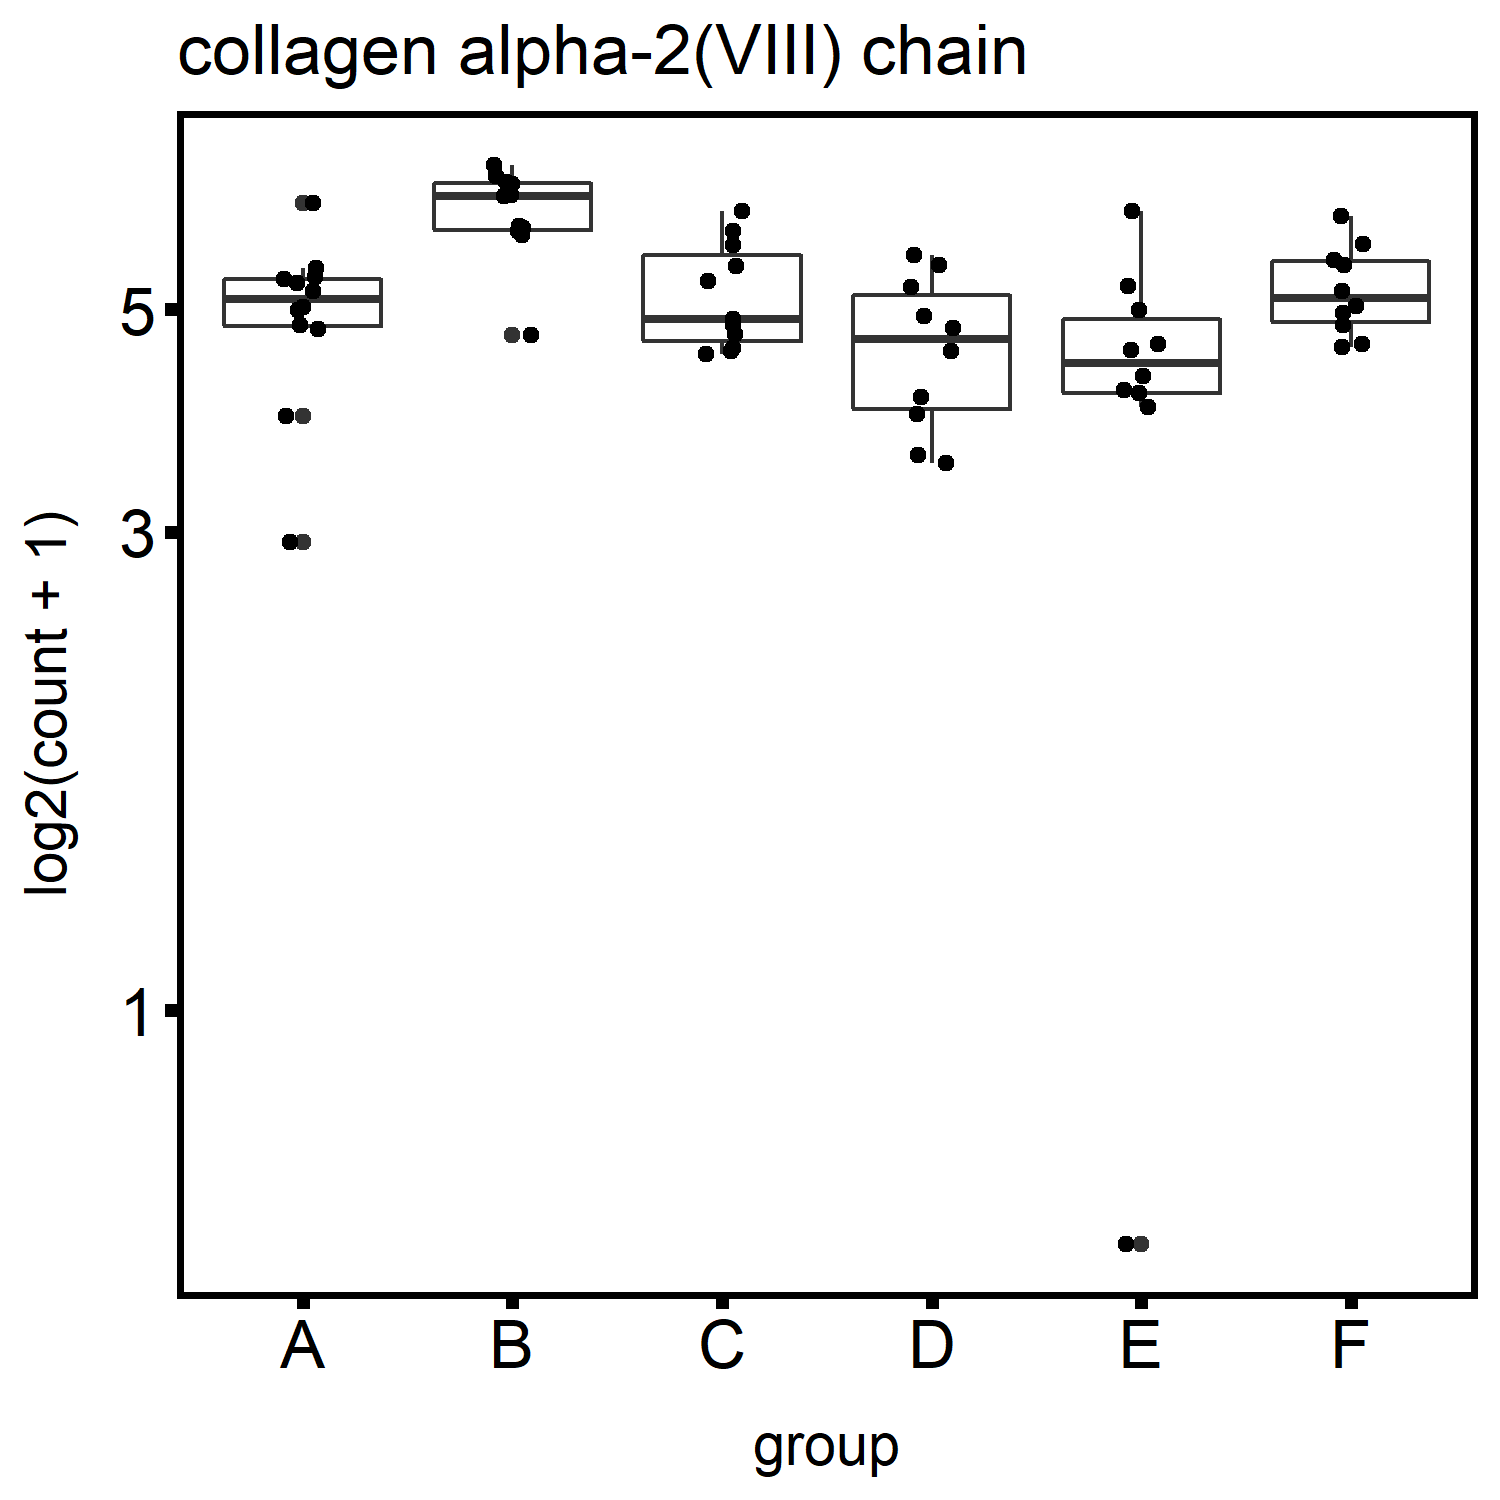 collagen alpha-2(VIII) chain
log2(count + 1)
5
3
1
A B C D E F
group